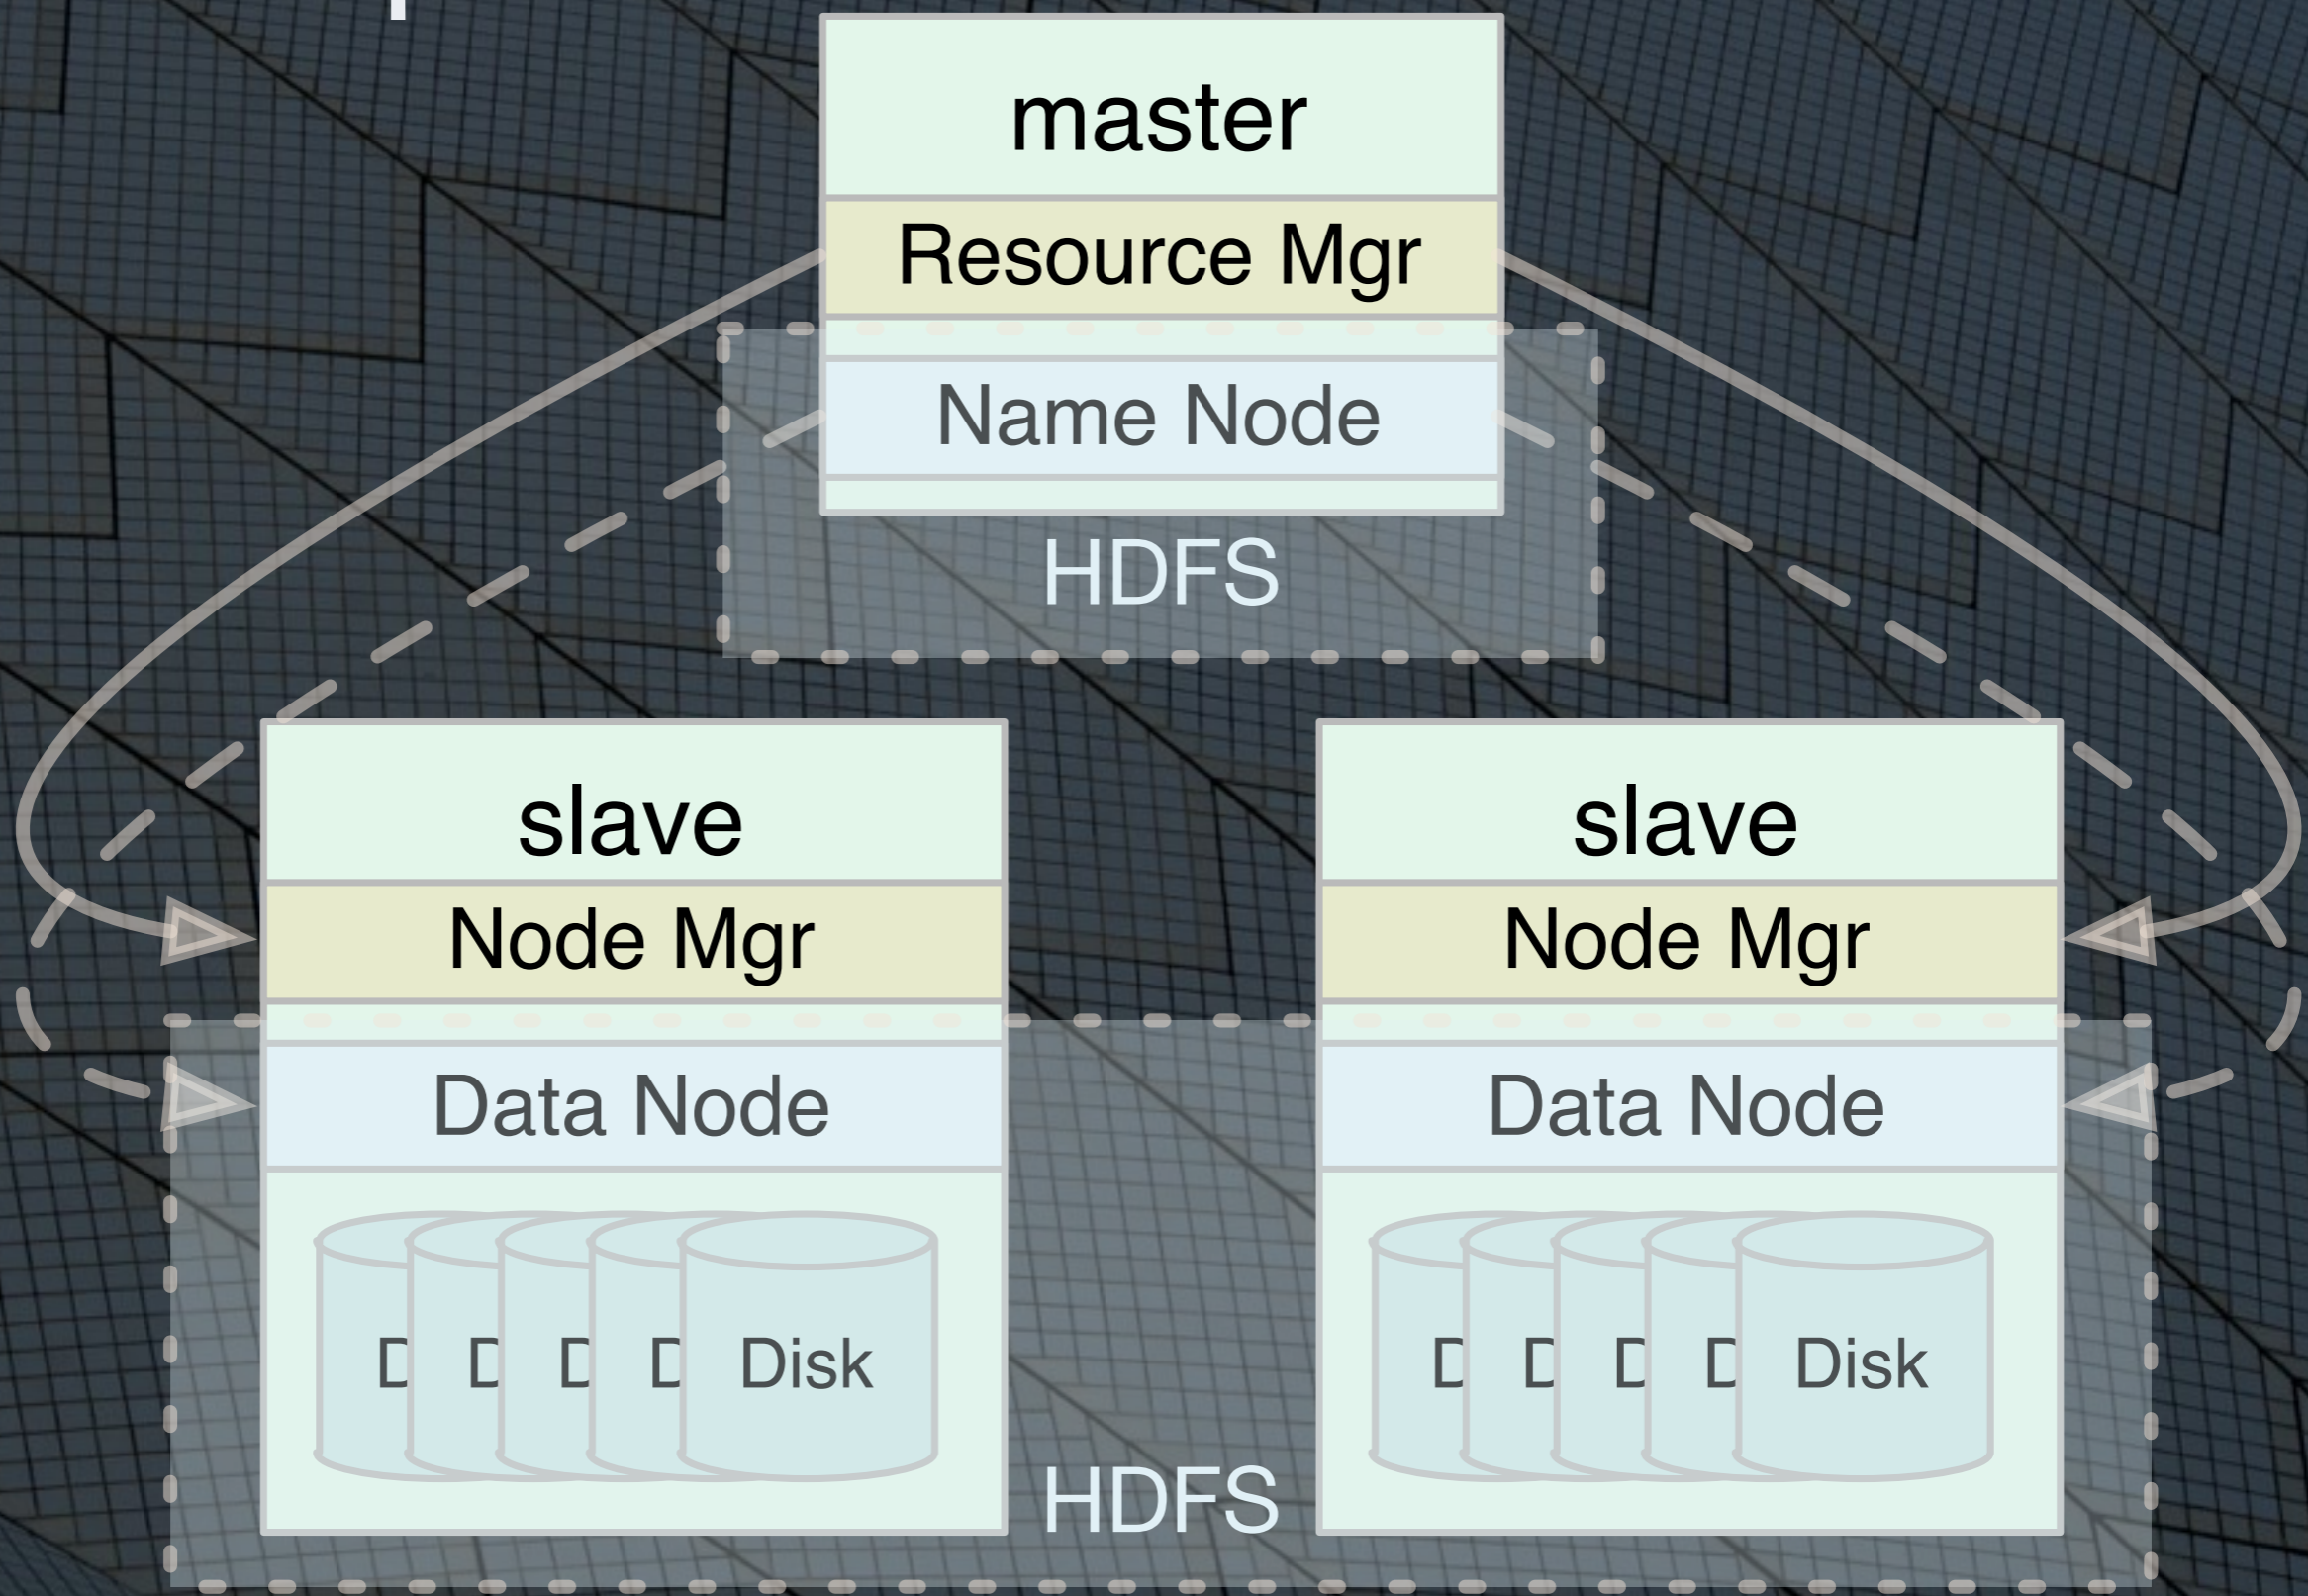 master
Resource Mgr
Name Node
HDFS
slave
slave
Node Mgr
Node Mgr
Data Node
Data Node
D D D D Disk
D D D D Disk
HDFS